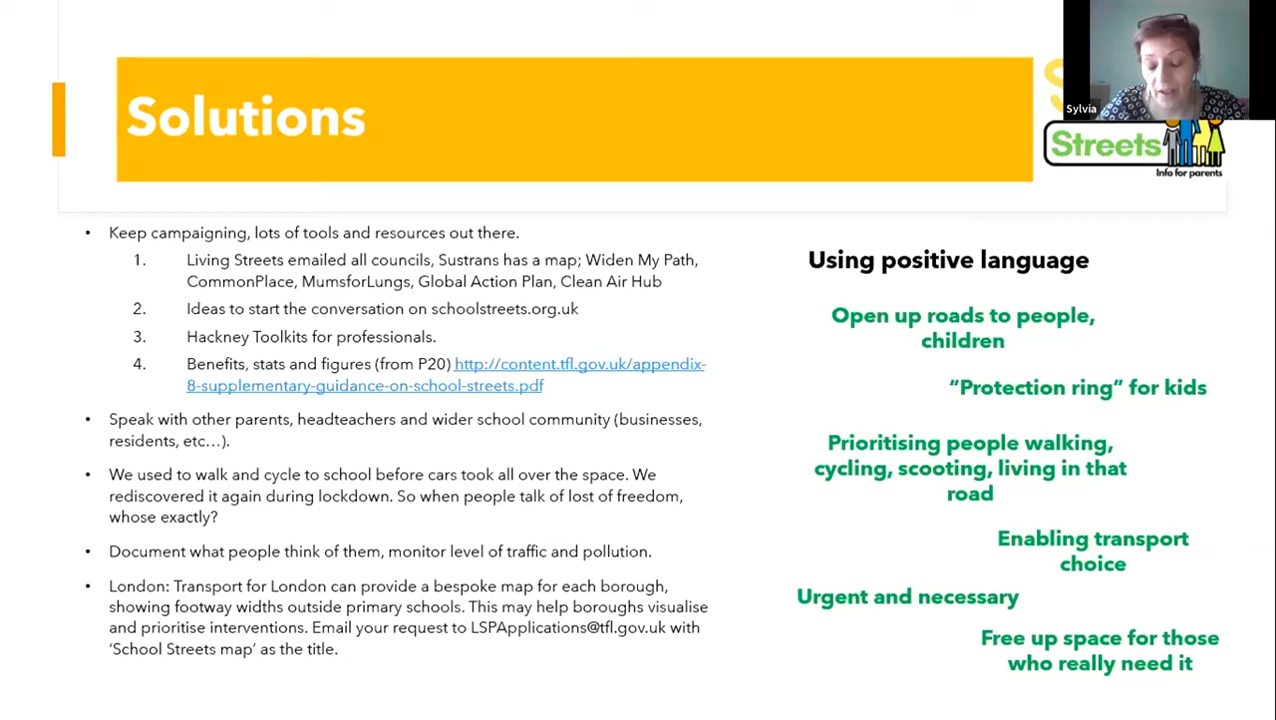 Solutions
Sylvia
Streets
Info for parents
• Keep campaigning, lots of tools and resources out there.
1. Living Streets emailed all councils, Sustrans has a map; Widen My Path,
CommonPlace, MumsforLungs, Global Action Plan, Clean Air Hub
2. Ideas to start the conversation on schoolstreets.org.uk
3. Hackney Toolkits for professionals.
4. Benefits, stats and figures (from P20) http://content.tfl.gov.uk/appendix-
8-supplementary-guidance-on-school-streets.pdf
• Speak with other parents, headteachers and wider school community (businesses,
residents, etc…).
• We used to walk and cycle to school before cars took all over the space. We
rediscovered it again during lockdown. So when people talk of lost of freedom,
whose exactly?
• Document what people think of them, monitor level of traffic and pollution.
• London: Transport for London can provide a bespoke map for each borough,
showing footway widths outside primary schools. This may help boroughs visualise
and prioritise interventions. Email your request to LSPApplications@tfl.gov.uk with
‘School Streets map’ as the title.
Using positive language
Open up roads to people,
children
“Protection ring” for kids
Prioritising people walking,
cycling, scooting, living in that
road
Enabling transport
choice
Urgent and necessary
Free up space for those
who really need it